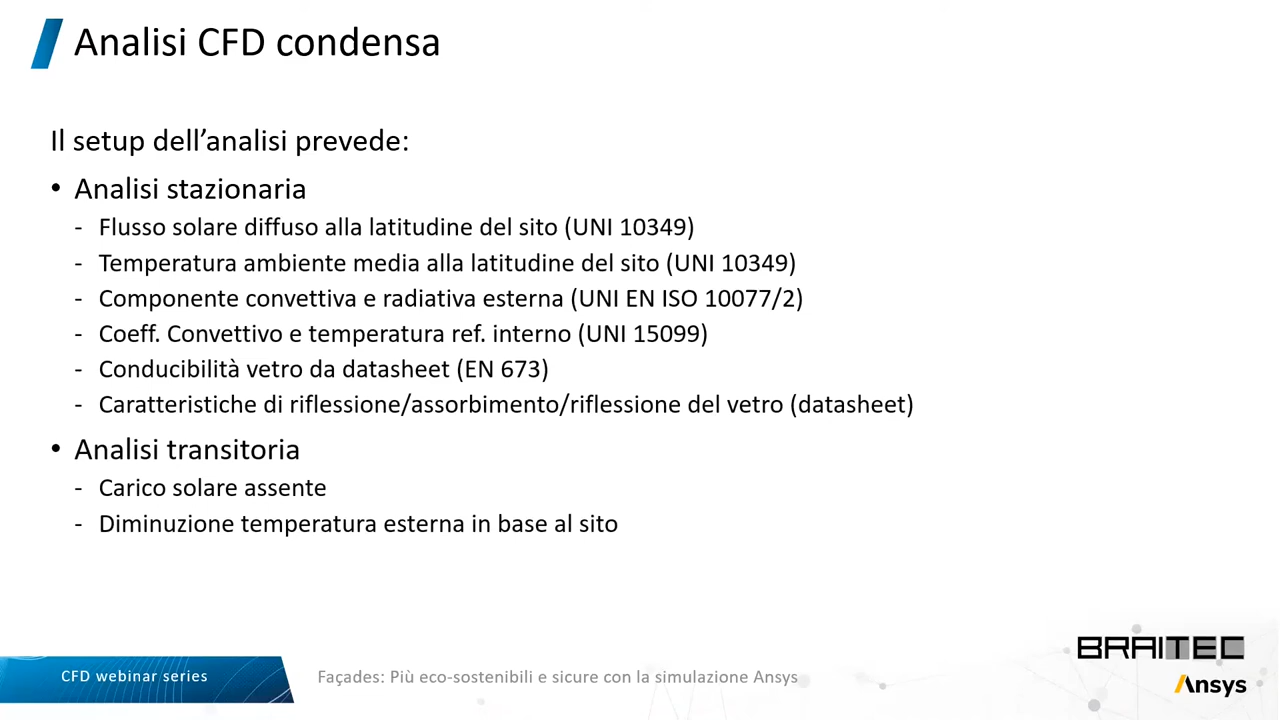 Analisi CFD condensa
Il setup dell’analisi prevede:
• Analisi stazionaria
- Flusso solare diffuso alla latitudine del sito (UNI 10349)
- Temperatura ambiente media alla latitudine del sito (UNI 10349)
- Componente convettiva e radiativa esterna (UNI EN ISO 10077/2)
- Coeff. Convettivo e temperatura ref. interno (UNI 15099)
- Conducibilità vetro da datasheet (EN 673)
- Caratteristiche di riflessione/assorbimento/riflessione del vetro (datasheet)
• Analisi transitoria
- Carico solare assente
- Diminuzione temperatura esterna in base al sito
BRAITEC
CFD webinar series
Façades: Più eco-sostenibili e sicure con la simulazione Ansys
Ansys